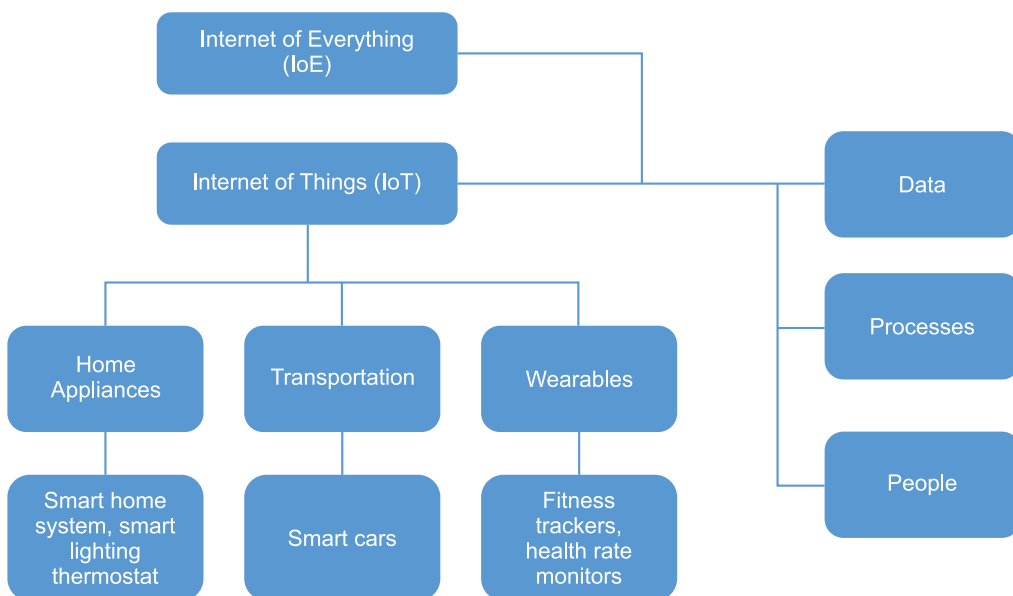 Internet of Everything
(IoE)
Internet of Things (IoT)
Data
Processes
People
Home
Appliances
Transportation
Wearables
Smart home
system, smart
lighting
thermostat
Smart cars
Fitness
trackers,
health rate
monitors